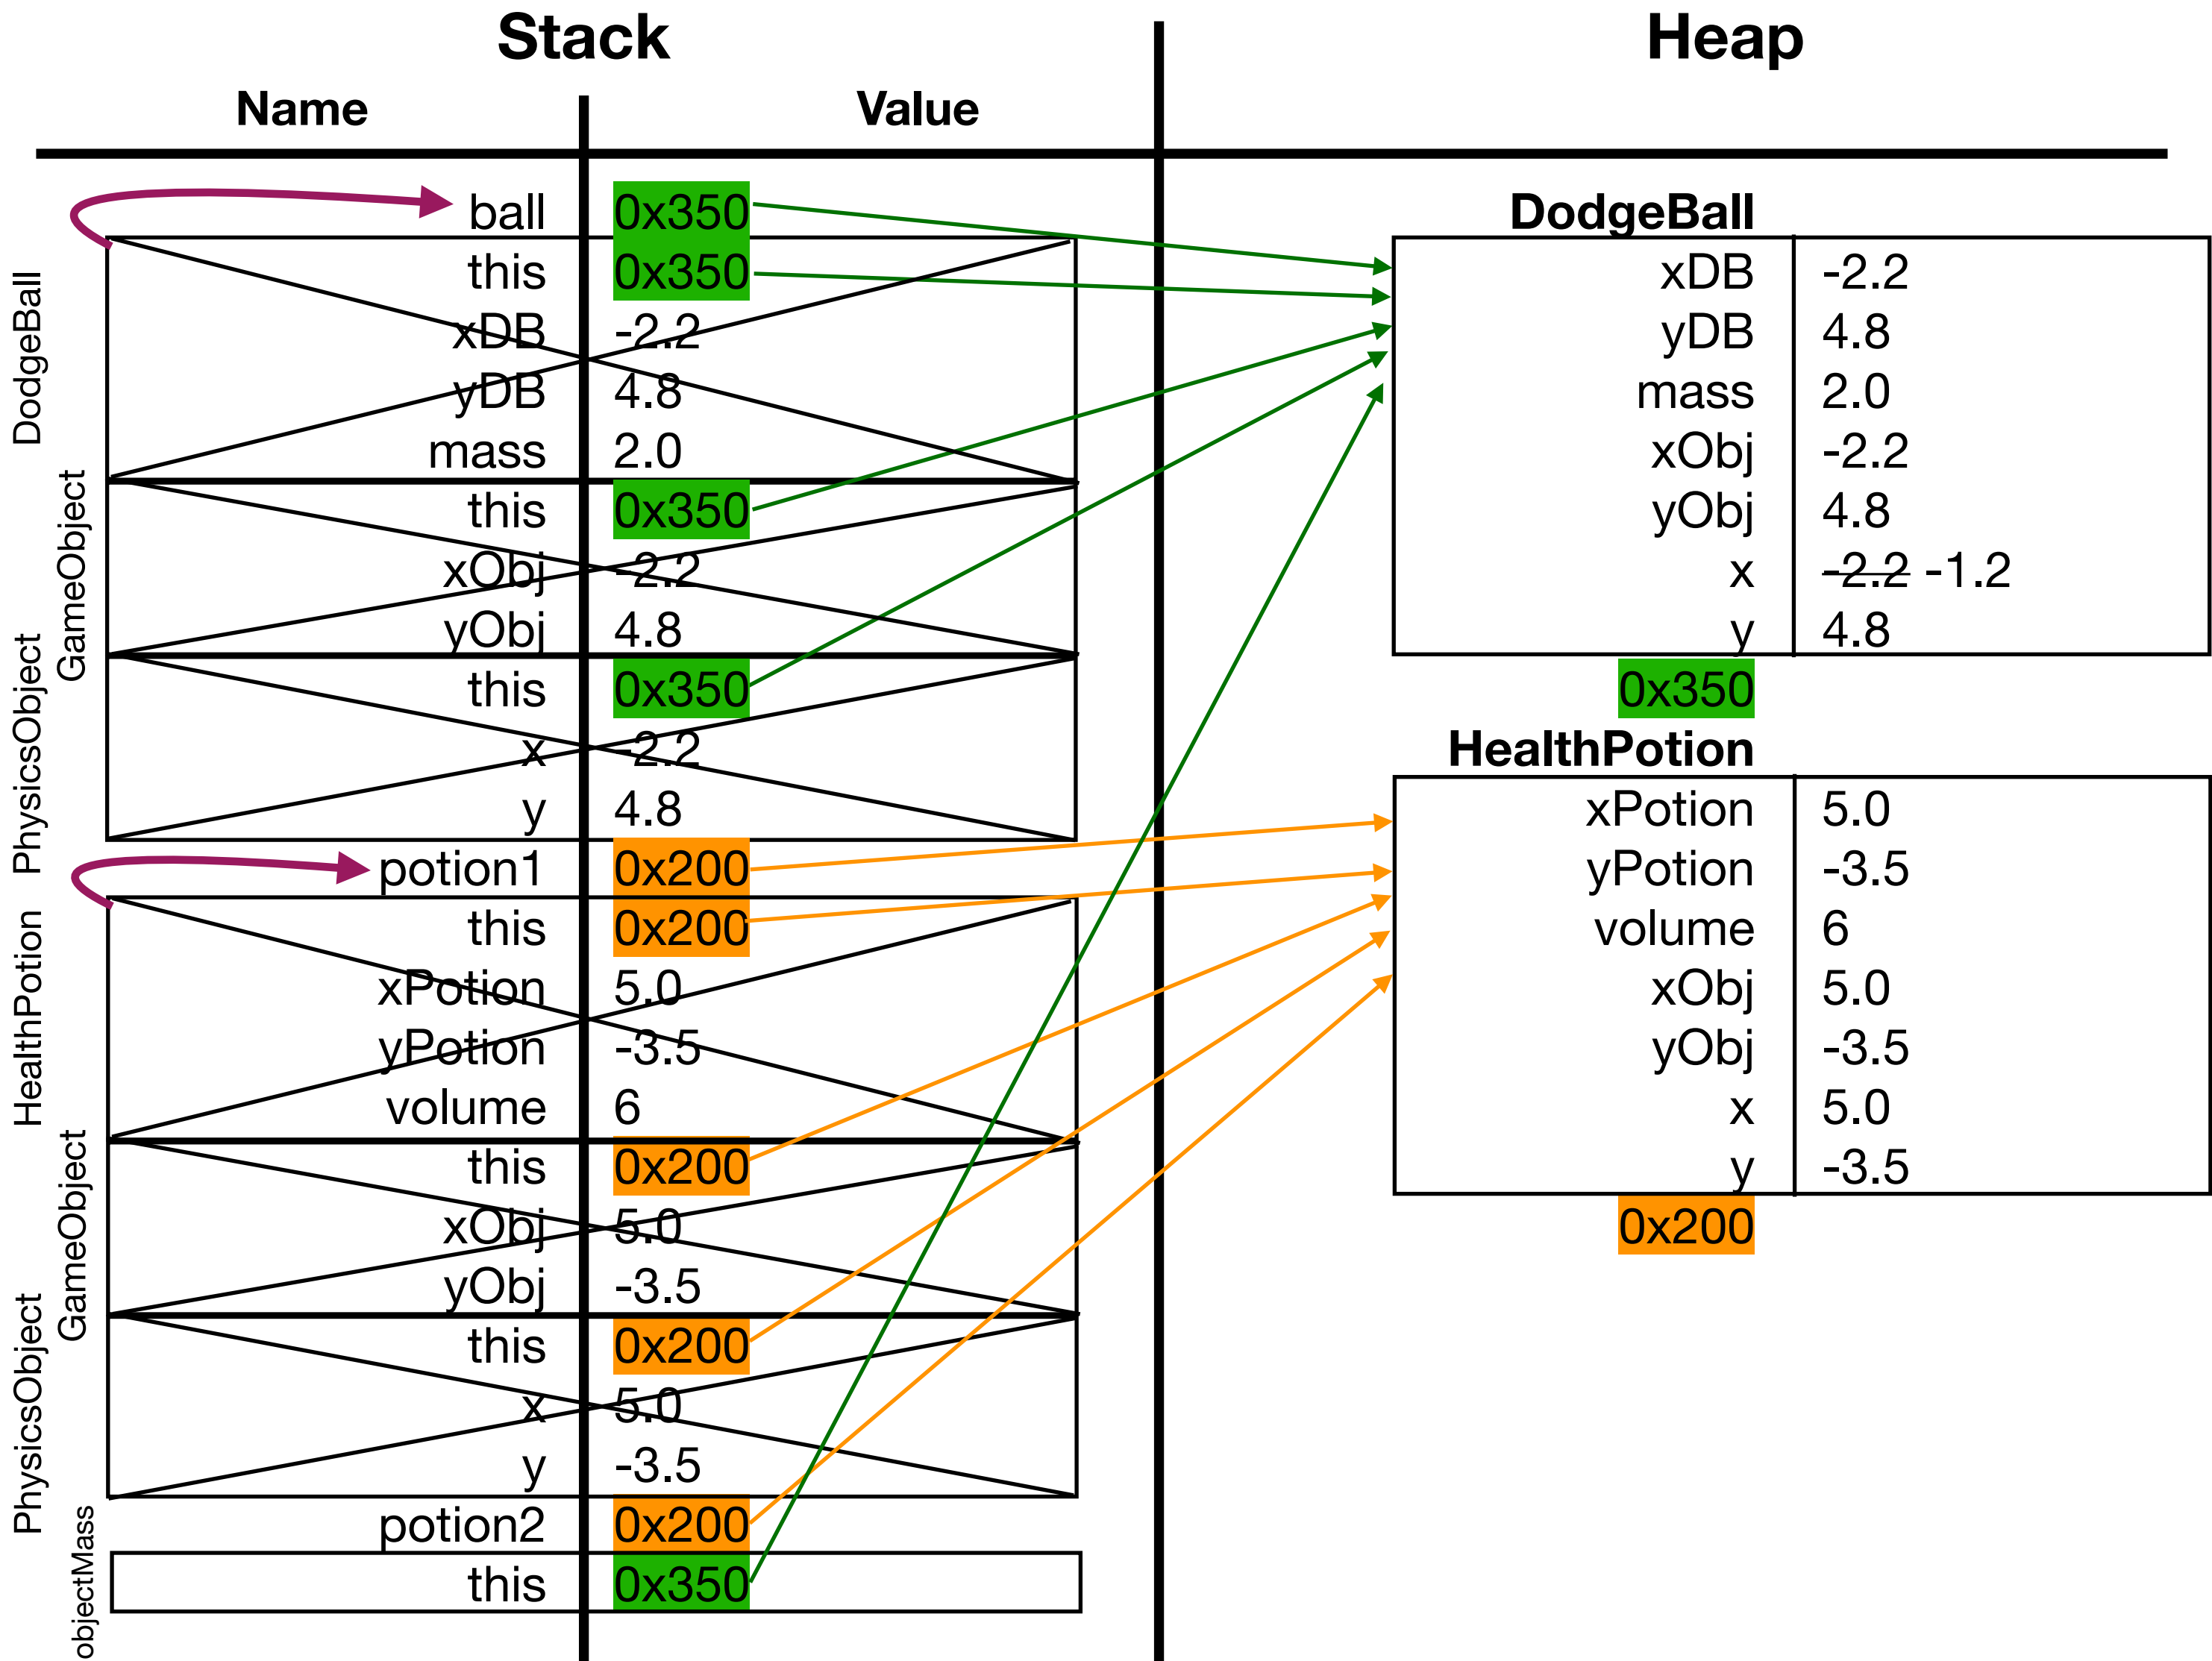 Stack
Heap
Name Value
ball 0x350
DodgeBall
this 0x350
xDB -2.2
yDB 4.8
mass 2.0
GameObject
this 0x350
xObj -2.2
yObj 4.8
PhysicsObject
this 0x350
x -2.2
y 4.8
potion1 0x200
HealthPotion
this 0x200
xPotion 5.0
yPotion -3.5
volume 6
GameObject
this 0x200
xObj 5.0
yObj -3.5
PhysicsObject
this 0x200
x 5.0
y -3.5
potion2 0x200
objectMass
this 0x350
DodgeBall
xDB -2.2
yDB 4.8
mass 2.0
xObj -2.2
yObj 4.8
x -2.2 -1.2
y 4.8
0x350
HealthPotion
xPotion 5.0
yPotion -3.5
volume 6
xObj 5.0
yObj -3.5
x 5.0
y -3.5
0x200